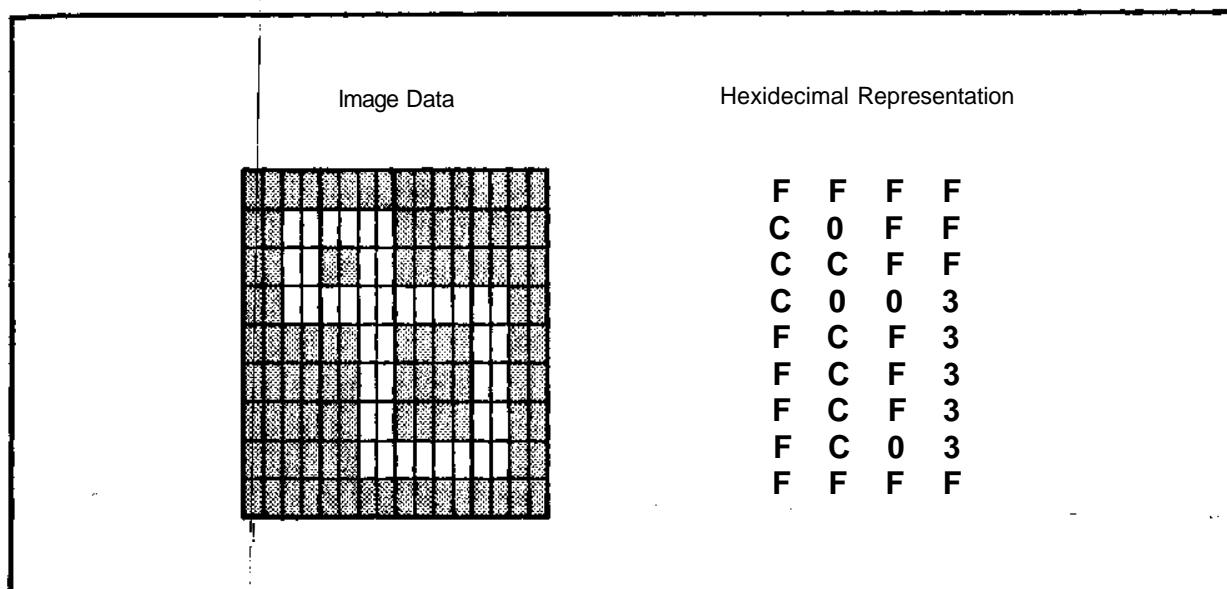 Image Data
Hexidecimal Representation
F F F F
C 0 F F
C C F F
C 0 0 3
F C F 3
F C F 3
F C F 3
F C 0 3
F F F F